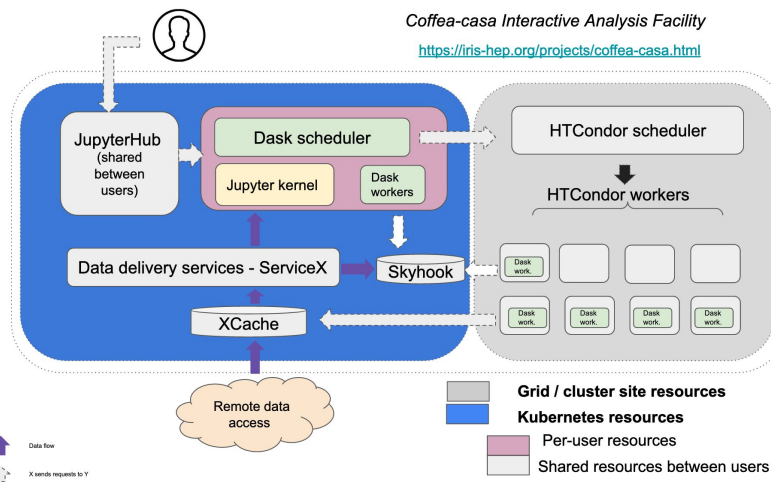 Coffea-casa Interactive Analysis Facility
https://iris-hep.org/projects/coffea-casa.html
JupyterHub
(shared
between
users)
Dask scheduler
Jupyter kernel
Dask
workers
HTCondor scheduler
HTCondor workers
Data delivery services - ServiceX
Skyhook
XCache
Dask
work.
Dask
work.
Dask
work.
Dask
work.
Dask
work.
Remote data
access
Grid / cluster site resources
Kubernetes resources
Per-user resources
Shared resources between users
Data flow
X sends requests to Y